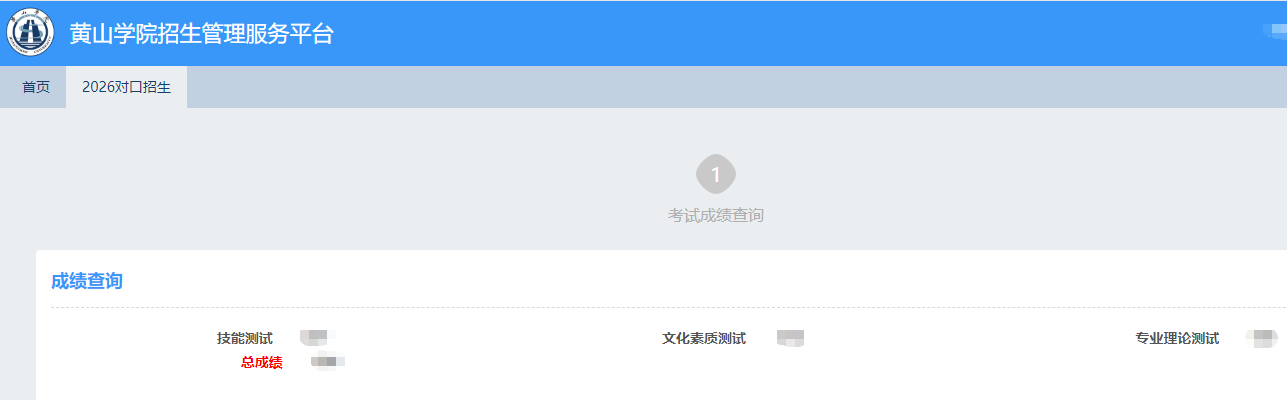 黄山学院招生管理服务平台
首页 2026对口招生
1
考试成绩查询
成绩查询
技能测试 文化素质测试 专业理论测试
总成绩